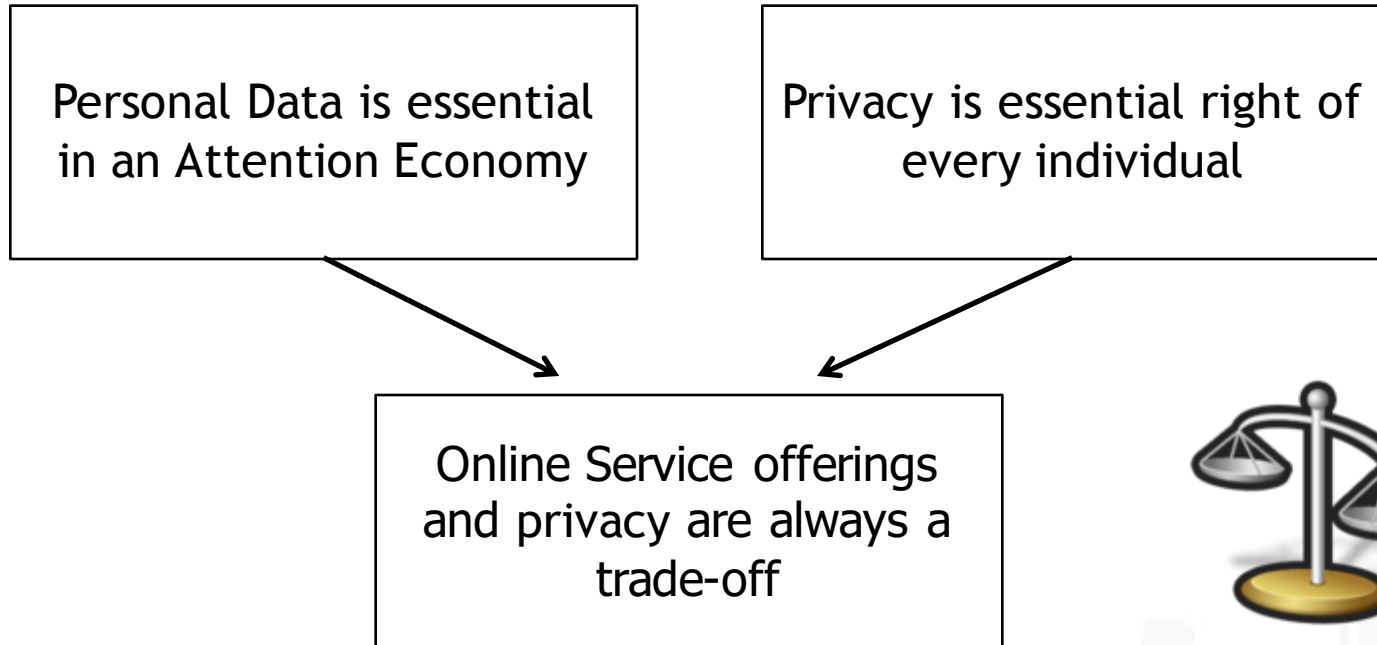 Personal Data is essential
in an Attention Economy
Privacy is essential right of
every individual
Online Service offerings
and privacy are always a
trade-off